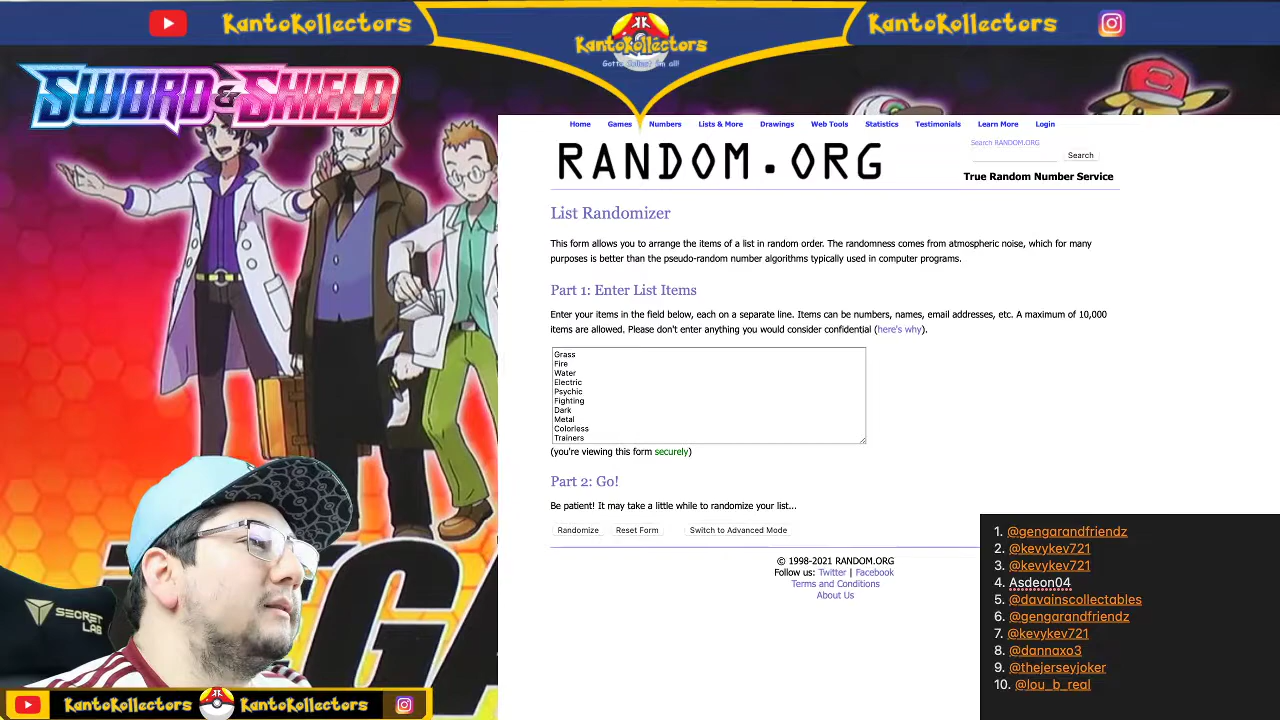 KantoKollectors
KantoKollectors
Gotta Collect 'em all!
KantoKollectors
SWORD & SHIELD
Home Games Numbers Lists & More Drawings Web Tools Statistics Testimonials Learn More Login
RANDOM.ORG
Search RANDOM.ORG
Search
True Random Number Service
List Randomizer
This form allows you to arrange the items of a list in random order. The randomness comes from atmospheric noise, which for many
purposes is better than the pseudo-random number algorithms typically used in computer programs.
Part 1: Enter List Items
Enter your items in the field below, each on a separate line. Items can be numbers, names, email addresses, etc. A maximum of 10,000
items are allowed. Please don't enter anything you would consider confidential (here's why).
Grass
Fire
Water
Electric
Psychic
Fighting
Dark
Metal
Colorless
Trainers
(you're viewing this form securely)
Part 2: Go!
Be patient! It may take a little while to randomize your list...
Randomize Reset Form Switch to Advanced Mode
© 1998-2021 RANDOM.ORG
Follow us: Twitter | Facebook
Terms and Conditions
About Us
1. @gengarandfriendz
2. @kevykev721
3. @kevykev721
4. Asdeon04
5. @davainscollectables
6. @gengarandfriendz
7. @kevykev721
8. @dannaxo3
9. @thejerseyjoker
10. @lou_b_real
SECRET
LAB
KantoKollectors KantoKollectors